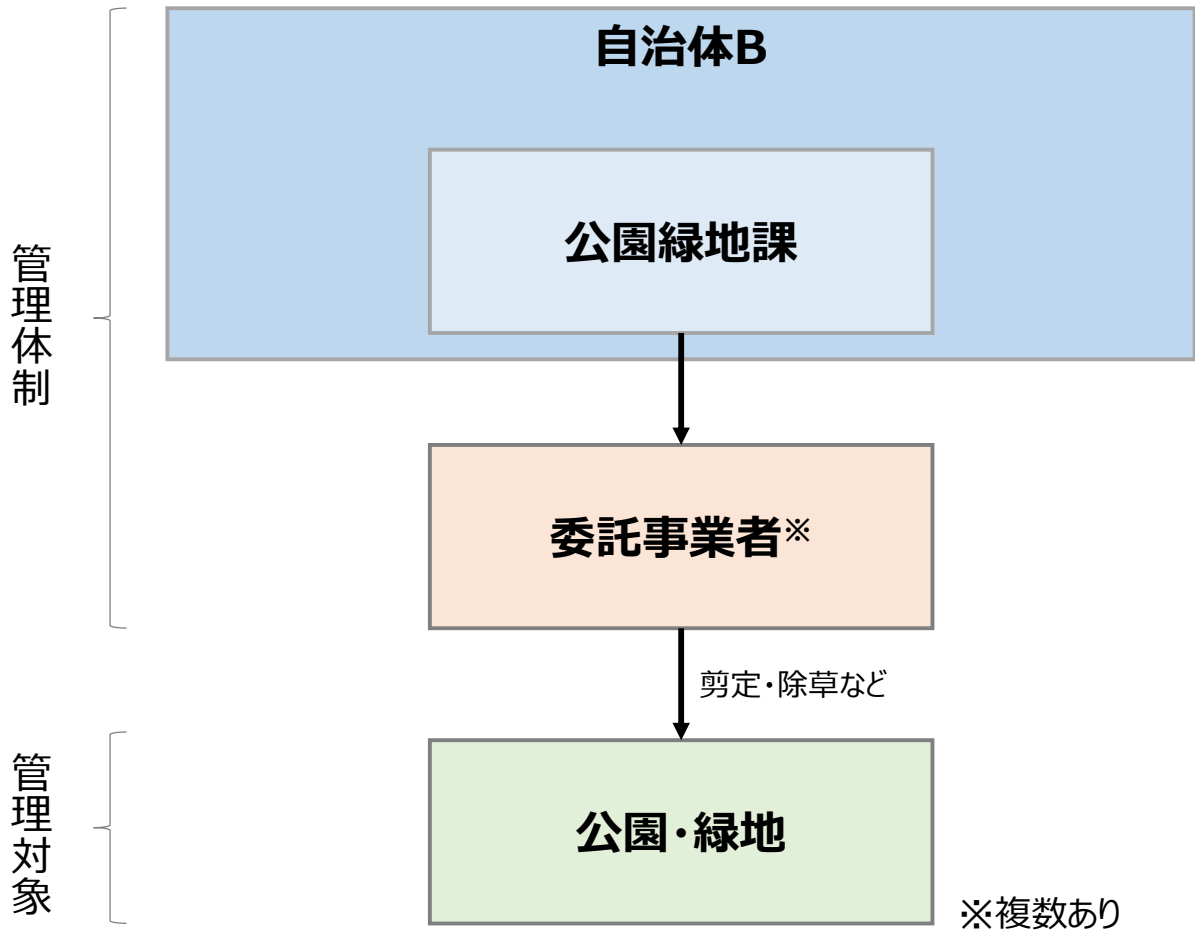 自治体B
公園緑地課
管理体制
委託事業者※
剪定・除草など
管理対象
公園・緑地
※複数あり